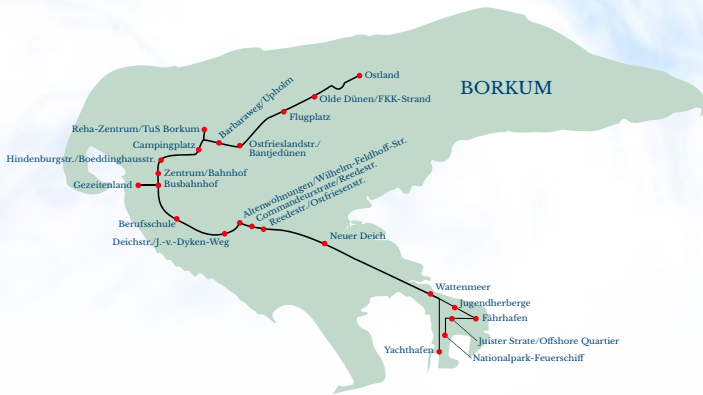 Ostland
BORKUM
Olde Dünen/FKK-Strand
Barbaraweg/Upholm
Flugplatz
Reha-Zentrum/TuS Borkum
Campingplatz
Ostfrieslandstr./
Bantjedünen
Hindenburgstr./Boeddinghausstr.
Zentrum/Bahnhof
Gezeitenland
Busbahnhof
Altenwohnungen/Wilhelm-Feldhoff-Str.
Commandeurstrate/Reedestr.
Reedestr./Ostfriesenstr.
Berufsschule
Deichstr./J.-v.-Dyken-Weg
Neuer Deich
Wattenmeer
Jugendherberge
Fährhafen
Juister Strate/Offshore Quartier
Yachthafen
Nationalpark-Feuerschiff